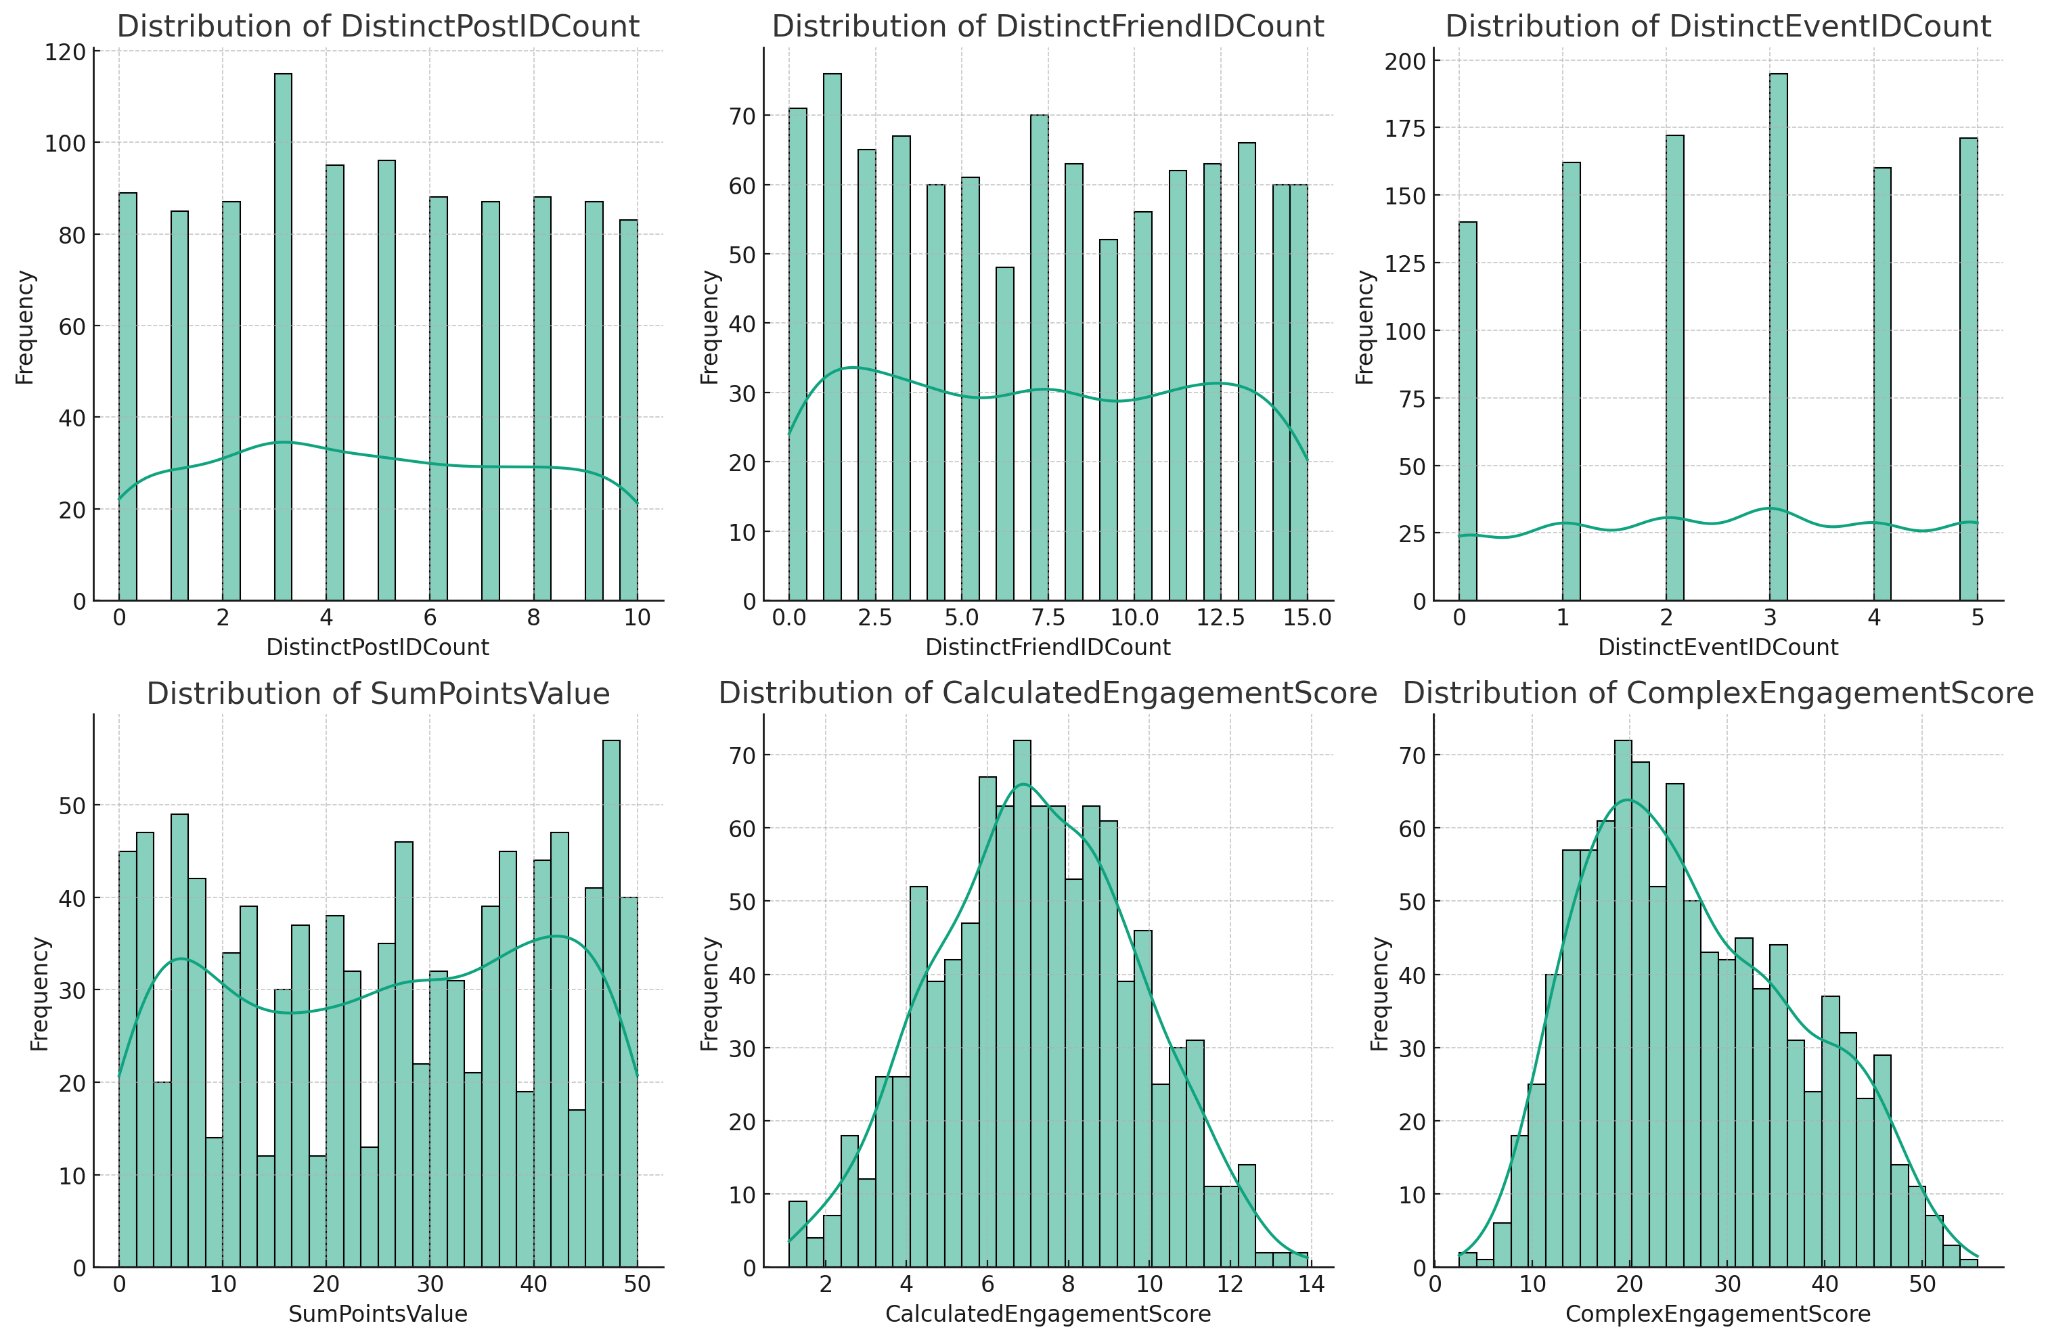 Distribution of DistinctPostIDCount
Frequency
120
100
80
60
40
20
0
0 2 4 6 8 10
DistinctPostIDCount
Distribution of DistinctFriendIDCount
Frequency
70
60
50
40
30
20
10
0
0.0 2.5 5.0 7.5 10.0 12.5 15.0
DistinctFriendIDCount
Distribution of DistinctEventIDCount
Frequency
200
175
150
125
100
75
50
25
0
0 1 2 3 4 5
DistinctEventIDCount
Distribution of SumPointsValue
Frequency
50
40
30
20
10
0
0 10 20 30 40 50
SumPointsValue
Distribution of CalculatedEngagementScore
Frequency
70
60
50
40
30
20
10
0
2 4 6 8 10 12 14
CalculatedEngagementScore
Distribution of ComplexEngagementScore
Frequency
70
60
50
40
30
20
10
0
0 10 20 30 40 50
ComplexEngagementScore